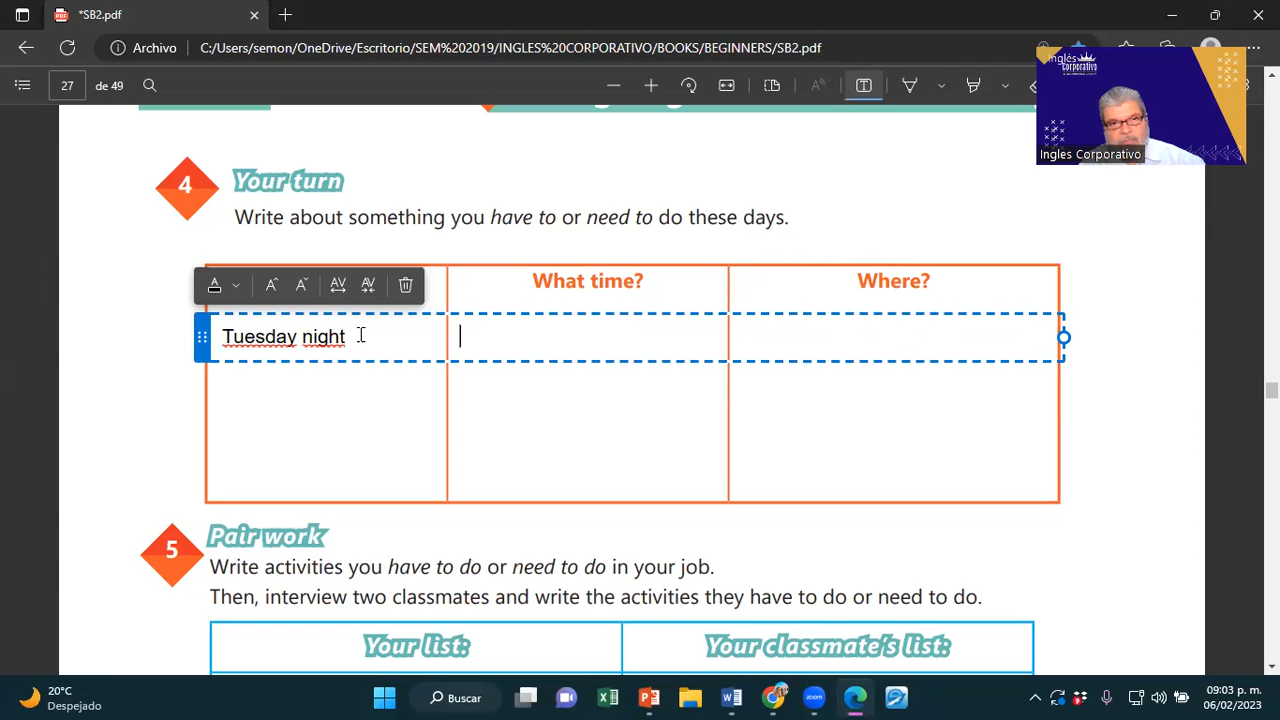 *SB2.pdf
Archivo
C:/Users/semon/OneDrive/Escritorio/SEM%202019/INGLES%20CORPORATIVO/BOOKS/BEGINNERS/SB2.pdf
27 de 49
Inglés
Corporativo
Ingles Corporativo
4
Your turn
Write about something you have to or need to do these days.
What time?
Where?
Tuesday night
5
Pair work
Write activities you have to do or need to do in your job.
Then, interview two classmates and write the activities they have to do or need to do.
Your list:
Your classmate's list:
20°C
Despejado
Buscar
09:03 p. m.
06/02/2023